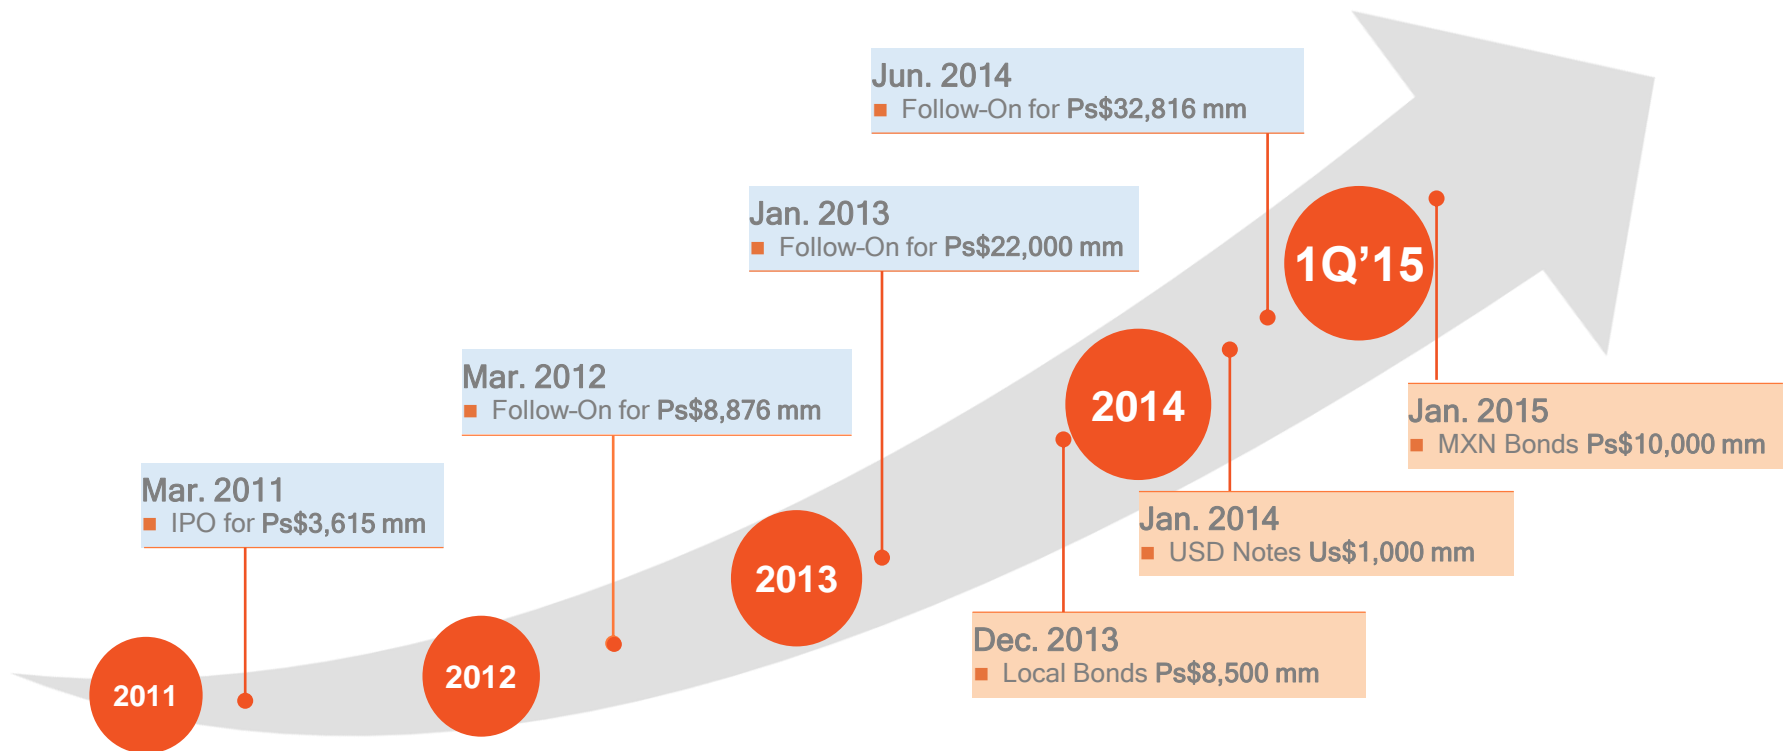 Jun. 2014
■ Follow-On for Ps$32,816 mm
Jan. 2013
■ Follow-On for Ps$22,000 mm
1Q’15
Mar. 2012
■ Follow-On for Ps$8,876 mm
2014
Jan. 2015
■ MXN Bonds Ps$10,000 mm
Mar. 2011
■ IPO for Ps$3,615 mm
Jan. 2014
■ USD Notes Us$1,000 mm
2013
Dec. 2013
■ Local Bonds Ps$8,500 mm
2012
2011